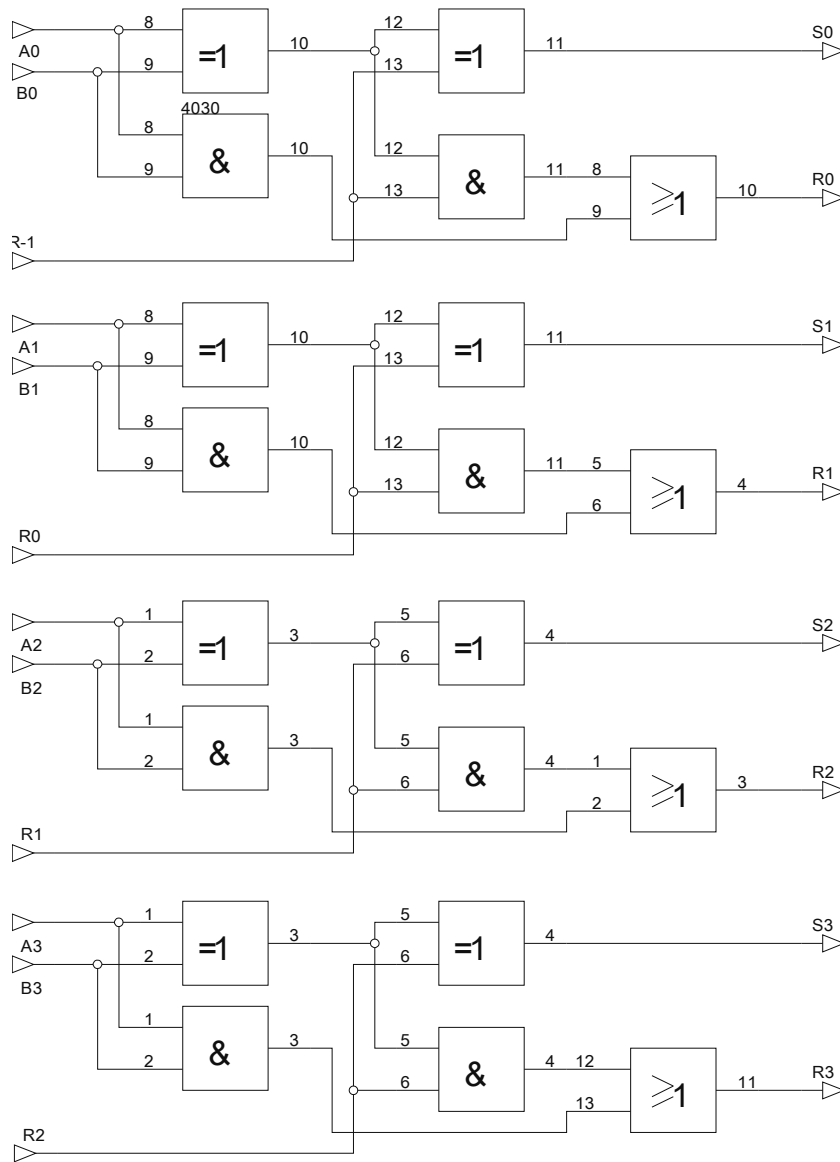 8 12 S0
A0 =1 10 =1 11
9 13
B0
4030
8 12 8 R0
& 10 & 11 ⩾1 10
9 13 9
R-1
8 12 S1
A1 =1 10 =1 11
9 13
B1
8 12 5 R1
& 10 & 11 ⩾1 4
9 13 6
R0
1 5 S2
A2 =1 3 =1 4
2 6
B2
1 5 1 R2
& 3 & 4 ⩾1 3
2 6 2
R1
1 5 S3
A3 =1 3 =1 4
2 6
B3
1 5 12 R3
& 3 & 4 ⩾1 11
2 6 13
R2